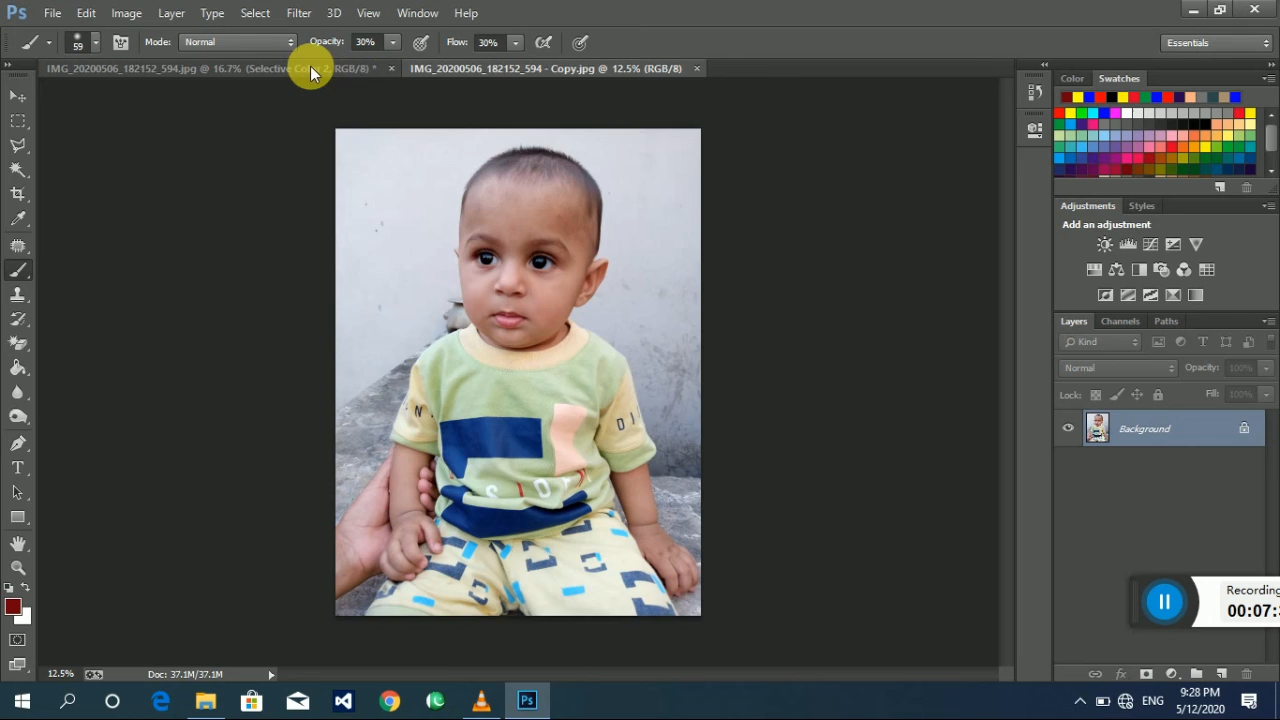 Ps File Edit Image Layer Type Select Filter 3D View Window Help
59 Mode: Normal Opacity: 30% Flow: 30% Essentials
IMG_20200506_182152_594.jpg @ 16.7% (Selective 2, RGB/8) * × IMG_20200506_182152_594 - Copy.jpg @ 12.5% (RGB/8) ×
Color Swatches
Adjustments Styles
Add an adjustment
Layers Channels Paths
Kind
Normal Opacity: 100%
Lock: Fill: 100%
Background
Recording
00:07:
12.5% Doc: 37.1M/37.1M
Ps ENG 9:28 PM
5/12/2020